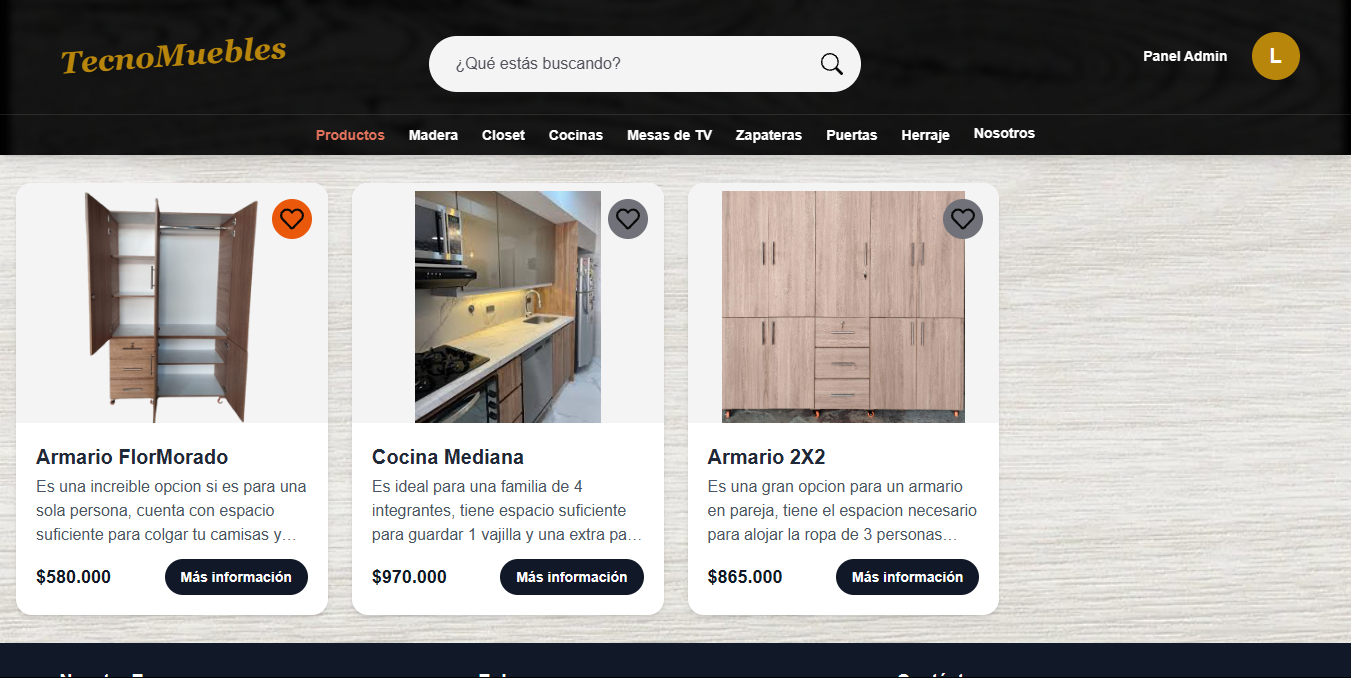 TecnoMuebles
¿Qué estás buscando?
Panel Admin
L
Productos Madera Closet Cocinas Mesas de TV Zapateras Puertas Herraje Nosotros
Armario FlorMorado
Es una increible opcion si es para una
sola persona, cuenta con espacio
suficiente para colgar tu camisas y…
$580.000
Más información
Cocina Mediana
Es ideal para una familia de 4
integrantes, tiene espacio suficiente
para guardar 1 vajilla y una extra pa…
$970.000
Más información
Armario 2X2
Es una gran opcion para un armario
en pareja, tiene el espacion necesario
para alojar la ropa de 3 personas…
$865.000
Más información